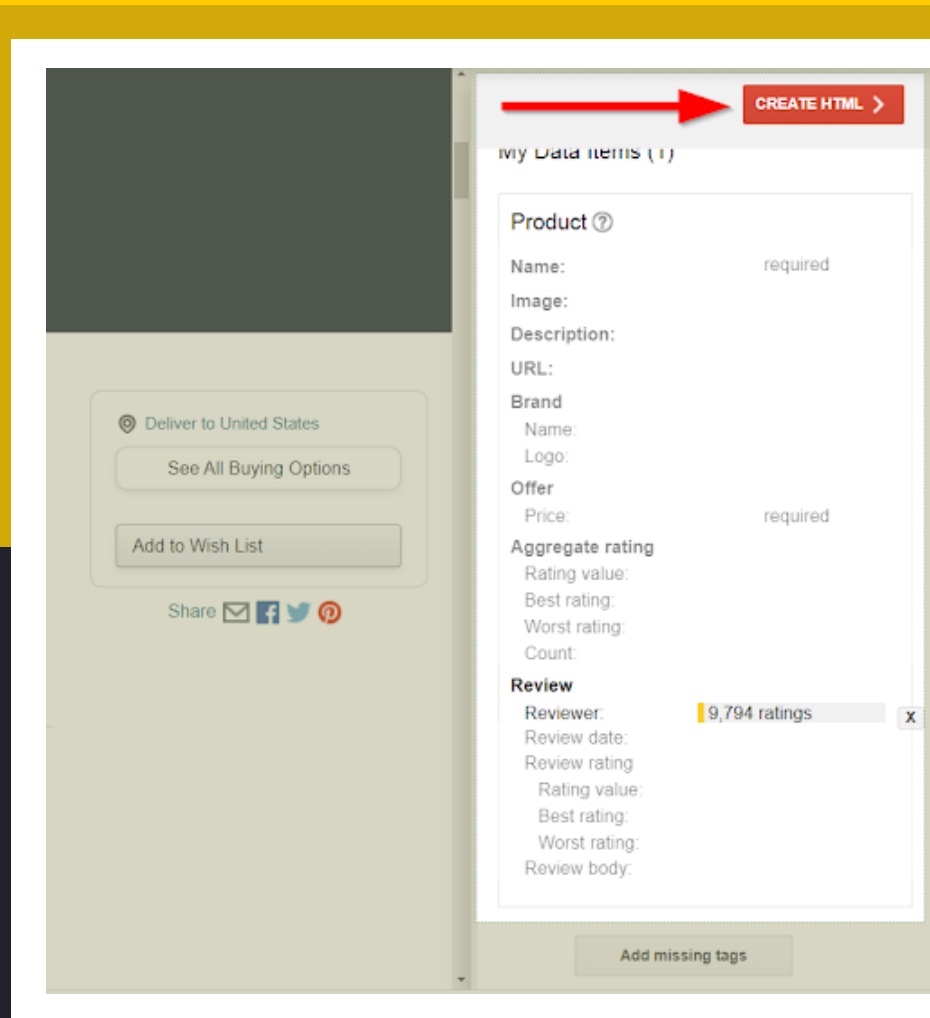 CREATE HTML
My Data Items (1)
Product ?
Name: required
Image:
Description:
URL:
Brand
Name:
Logo:
Offer
Price: required
Aggregate rating
Rating value:
Best rating:
Worst rating:
Count:
Review
Reviewer: 9,794 ratings X
Review date:
Review rating
Rating value:
Best rating:
Worst rating:
Review body:
Add missing tags
Deliver to United States
See All Buying Options
Add to Wish List
Share